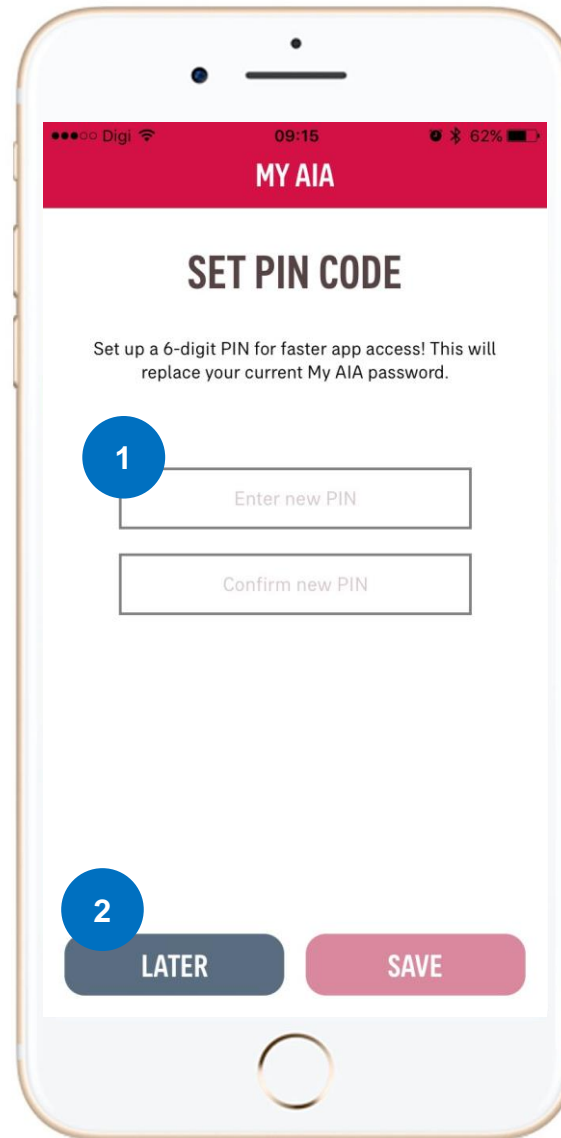 Digi 09:15 62%
MY AIA
SET PIN CODE
Set up a 6-digit PIN for faster app access! This will
replace your current My AIA password.
1
Enter new PIN
Confirm new PIN
2
LATER SAVE